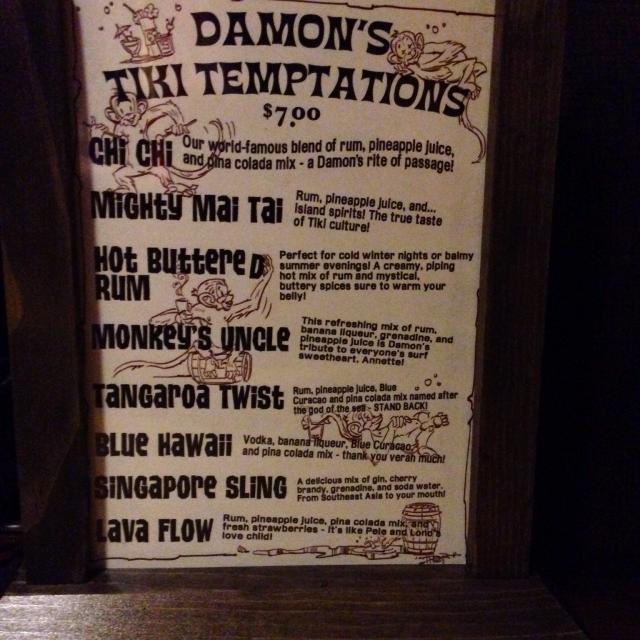 DAMON'S
TIKI TEMPTATIONS
$7.00
CHI CHI Our world-famous blend of rum, pineapple juice,
and pina colada mix - a Damon's rite of passage!
MIGHTY MAI TAI Rum, pineapple juice, and...
island spirits! The true taste
of Tiki culture!
HOT BUTTERED
RUM
Perfect for cold winter nights or balmy
summer evenings! A creamy, piping
hot mix of rum and mystical,
buttery spices sure to warm your
belly!
MONKEY'S UNCLE
This refreshing mix of rum,
banana liqueur, grenadine, and
pineapple juice is Damon's
tribute to everyone's surf
sweetheart, Annette!
TANGAROA TWIST Rum, pineapple juice, Blue
Curacao and pina colada mix named after
the god of the sea - STAND BACK!
BLUE HAWAII Vodka, banana liqueur, Blue Curacao,
and pina colada mix - thank you verah much!
SINGAPORE SLING A delicious mix of gin, cherry
brandy, grenadine, and soda water.
From Southeast Asia to your mouth!
LAVA FLOW Rum, pineapple juice, pina colada mix, and
fresh strawberries - it's like Pele and Lono's
love child!